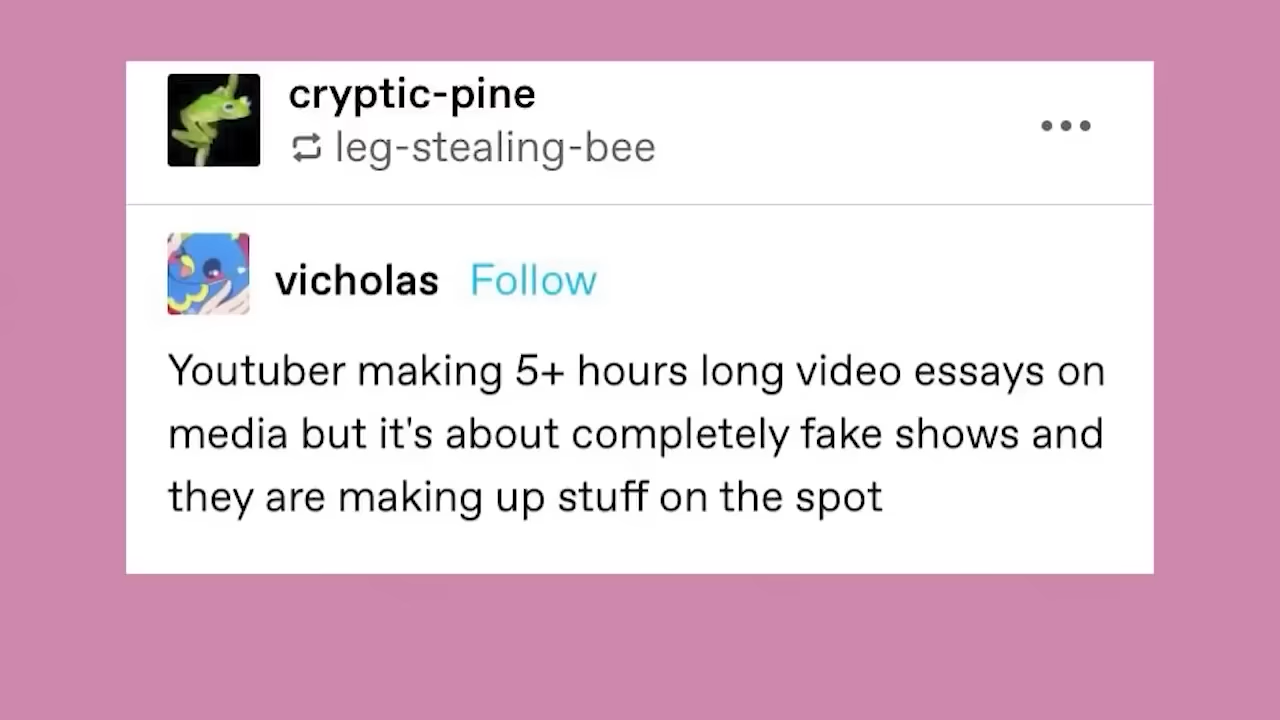 cryptic-pine
leg-stealing-bee
vicholas Follow
Youtuber making 5+ hours long video essays on
media but it's about completely fake shows and
they are making up stuff on the spot